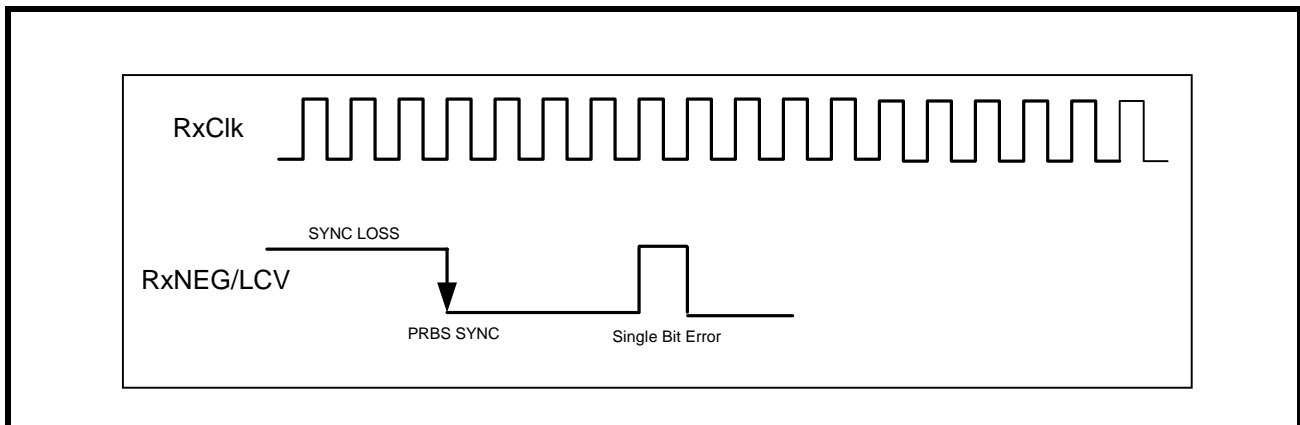 RxClk
SYNC LOSS
RxNEG/LCV
PRBS SYNC
Single Bit Error